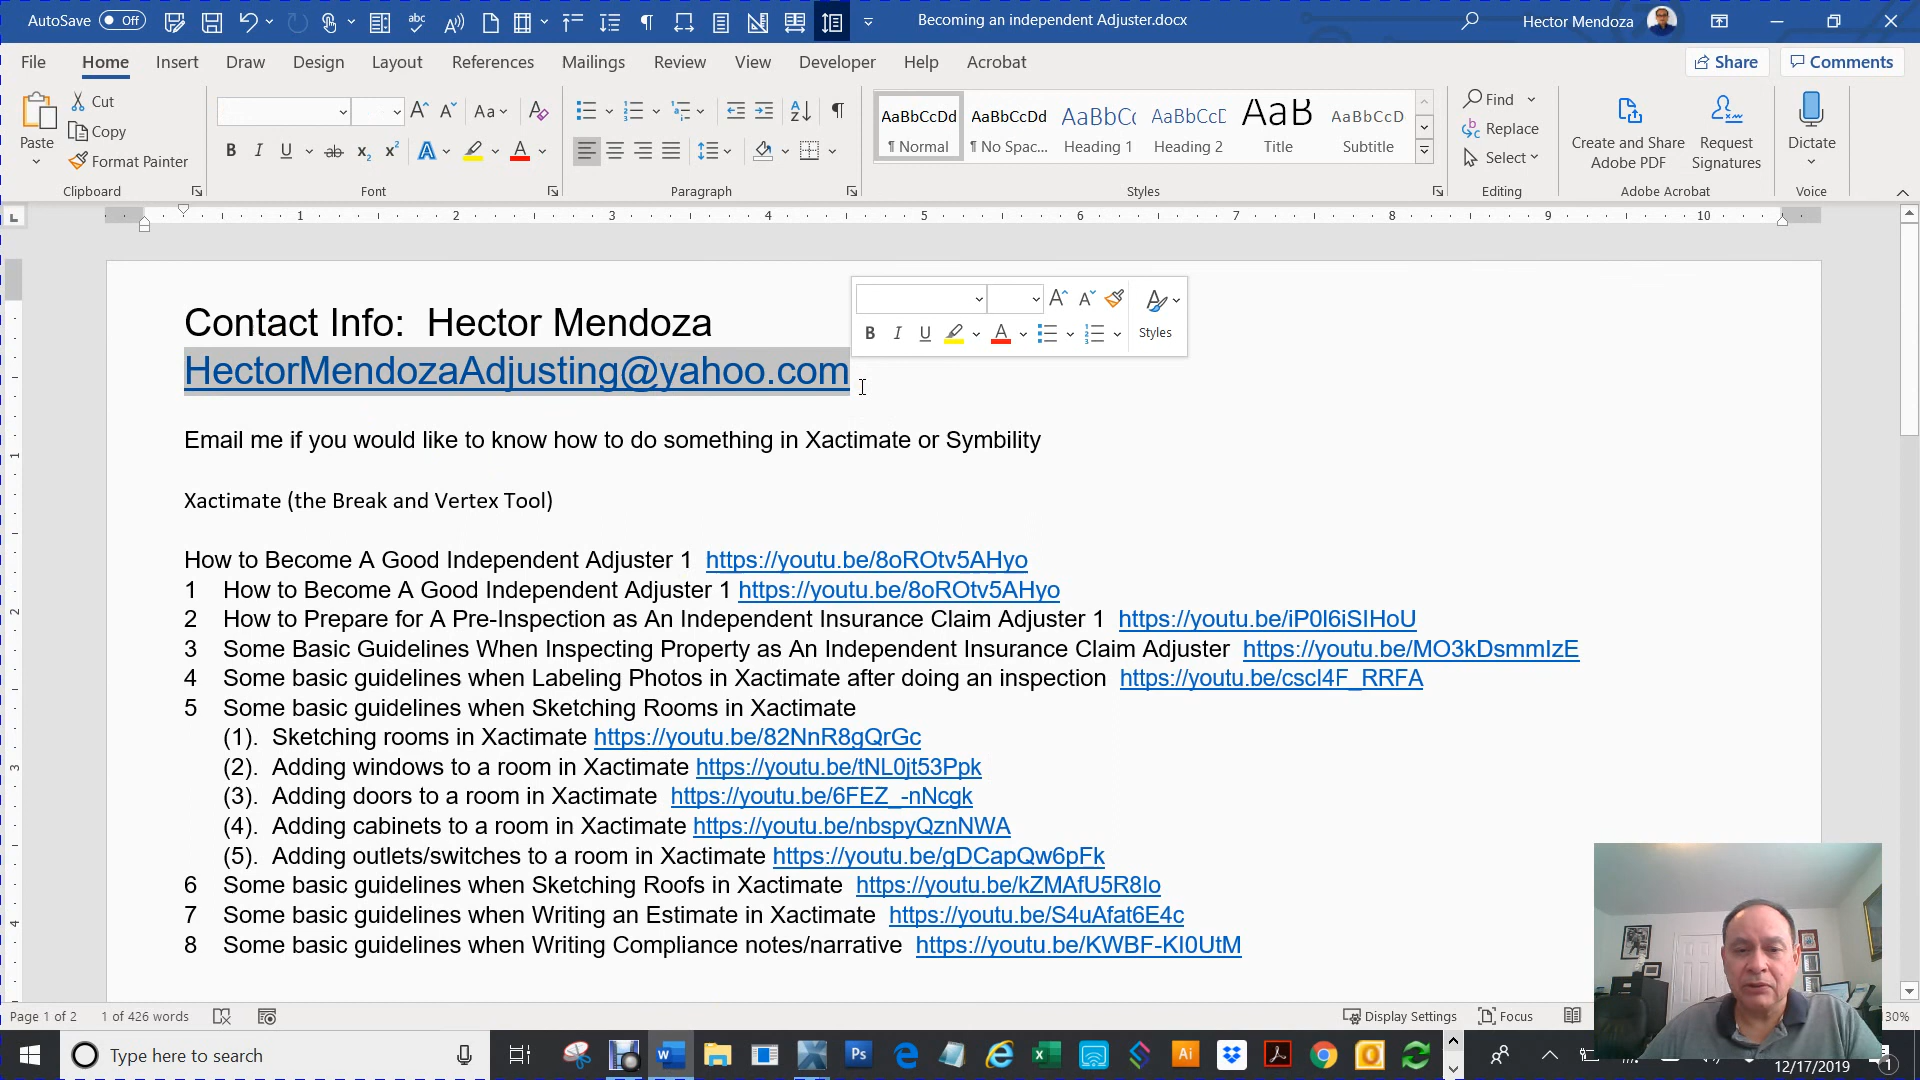 AutoSave Off
Becoming an independent Adjuster.docx
Hector Mendoza
File Home Insert Draw Design Layout References Mailings Review View Developer Help Acrobat
Share Comments
Paste
Cut
Copy
Format Painter
Clipboard
Font
Paragraph
AaBbCcDd AaBbCcDd AaBbC( AaBbCcC AaB AaBbCcD
¶ Normal ¶ No Spac... Heading 1 Heading 2 Title Subtitle
Styles
Find
Replace
Select
Editing
Create and Share
Adobe PDF
Request
Signatures
Adobe Acrobat
Dictate
Voice
1 2 3 4 5 6 7 8 9 10
Styles
Contact Info: Hector Mendoza
HectorMendozaAdjusting@yahoo.com
Email me if you would like to know how to do something in Xactimate or Symbility
Xactimate (the Break and Vertex Tool)
How to Become A Good Independent Adjuster 1 https://youtu.be/8oROtv5AHyo
1 How to Become A Good Independent Adjuster 1 https://youtu.be/8oROtv5AHyo
2 How to Prepare for A Pre-Inspection as An Independent Insurance Claim Adjuster 1 https://youtu.be/iP0l6iSIHoU
3 Some Basic Guidelines When Inspecting Property as An Independent Insurance Claim Adjuster https://youtu.be/MO3kDsmmIzE
4 Some basic guidelines when Labeling Photos in Xactimate after doing an inspection https://youtu.be/cscl4F_RRFA
5 Some basic guidelines when Sketching Rooms in Xactimate
(1). Sketching rooms in Xactimate https://youtu.be/82NnR8gQrGc
(2). Adding windows to a room in Xactimate https://youtu.be/tNL0jt53Ppk
(3). Adding doors to a room in Xactimate https://youtu.be/6FEZ_-nNcgk
(4). Adding cabinets to a room in Xactimate https://youtu.be/nbspyQznNWA
(5). Adding outlets/switches to a room in Xactimate https://youtu.be/gDCapQw6pFk
6 Some basic guidelines when Sketching Roofs in Xactimate https://youtu.be/kZMAfU5R8Io
7 Some basic guidelines when Writing an Estimate in Xactimate https://youtu.be/S4uAfat6E4c
8 Some basic guidelines when Writing Compliance notes/narrative https://youtu.be/KWBF-KI0UtM
Page 1 of 2 1 of 426 words
Display Settings Focus
30%
Type here to search
12/17/2019
1